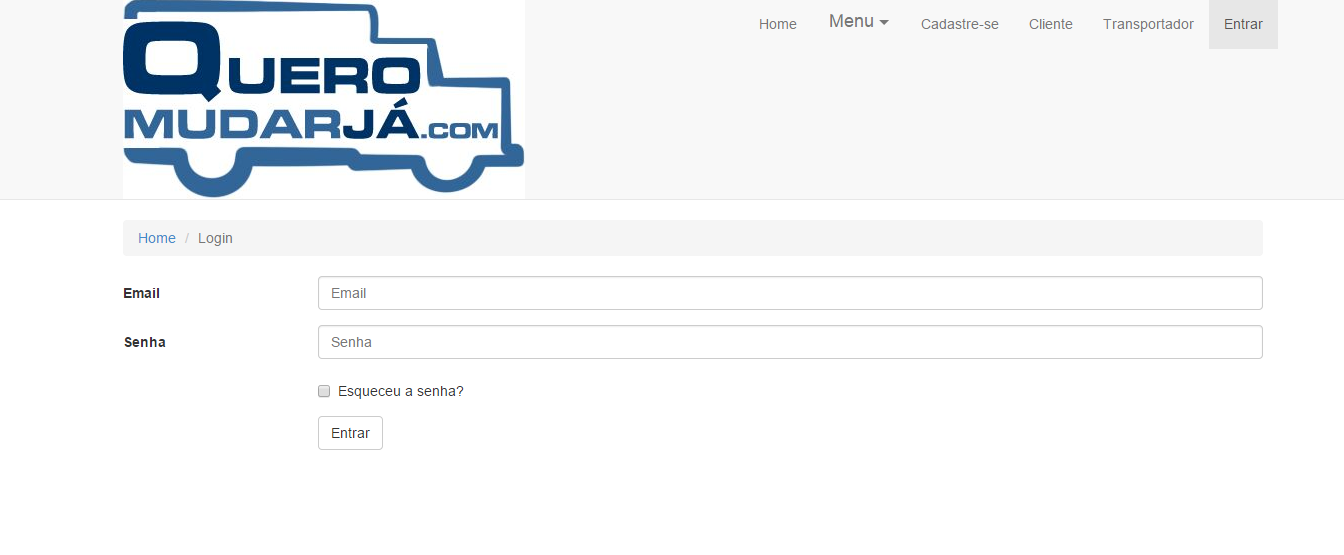 QUERO
MUDARJÁ.COM
Home Menu Cadastre-se Cliente Transportador Entrar
Home / Login
Email Email
Senha Senha
Esqueceu a senha?
Entrar